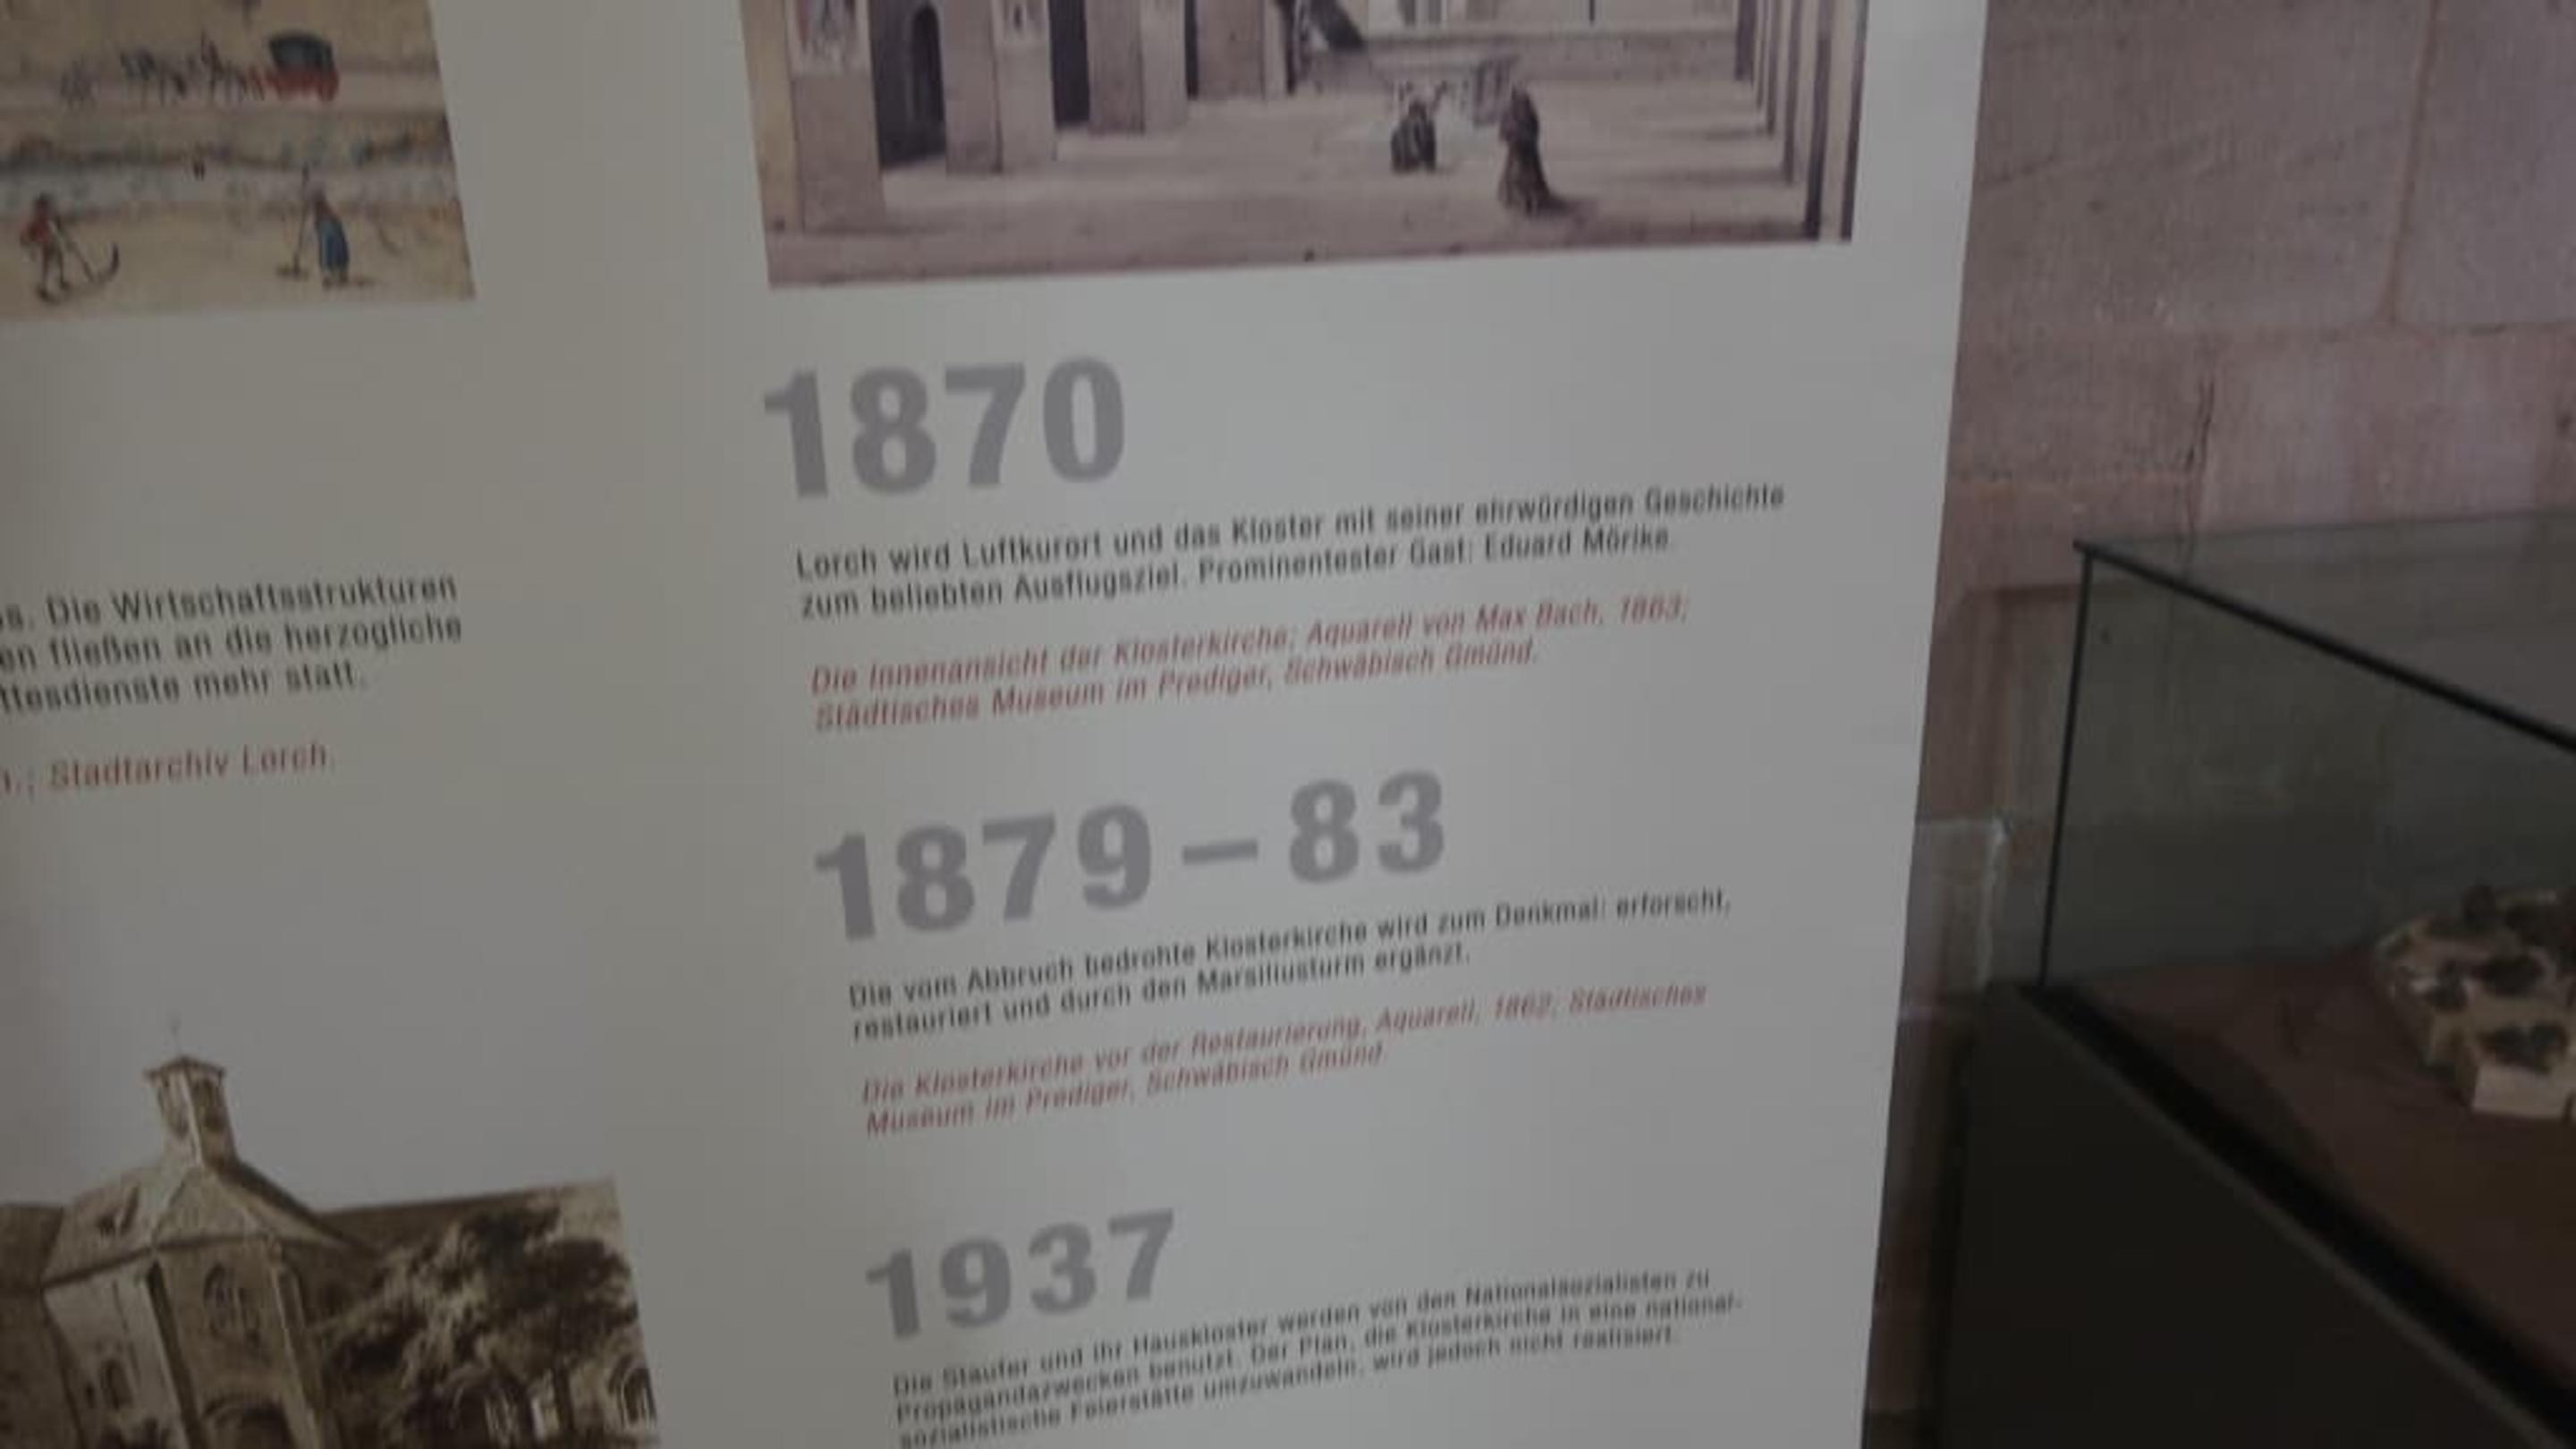 s. Die Wirtschaftsstrukturen
en fließen an die herzogliche
ttesdienste mehr statt.
.; Stadtarchiv Lorch.
1870
Lorch wird Luftkurort und das Kloster mit seiner ehrwürdigen Geschichte
zum beliebten Ausflugsziel. Prominentester Gast: Eduard Mörike.
Die Innenansicht der Klosterkirche; Aquarell von Max Bach, 1863;
Städtisches Museum im Prediger, Schwäbisch Gmünd.
1879 – 83
Die vom Abbruch bedrohte Klosterkirche wird zum Denkmal: erforscht,
restauriert und durch den Marsiliusturm ergänzt.
Die Klosterkirche vor der Restaurierung, Aquarell, 1862; Städtisches
Museum im Prediger, Schwäbisch Gmünd.
1937
Die Staufer und ihr Hauskloster werden von den Nationalsozialisten zu
Propagandazwecken benutzt. Der Plan, die Klosterkirche in eine national-
sozialistische Feierstätte umzuwandeln, wird jedoch nicht realisiert.